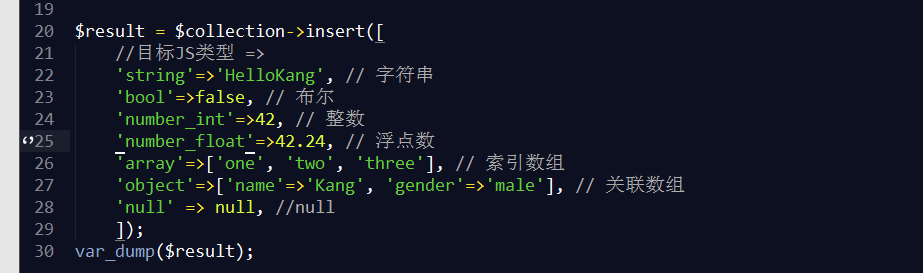 19
20 $result = $collection->insert([
21 //目标JS类型 =>
22 'string'=>'HelloKang', // 字符串
23 'bool'=>false, // 布尔
24 'number_int'=>42, // 整数
25 'number_float'=>42.24, // 浮点数
26 'array'=>['one', 'two', 'three'], // 索引数组
27 'object'=>['name'=>'Kang', 'gender'=>'male'], // 关联数组
28 'null' => null, //null
29 ]);
30 var_dump($result);